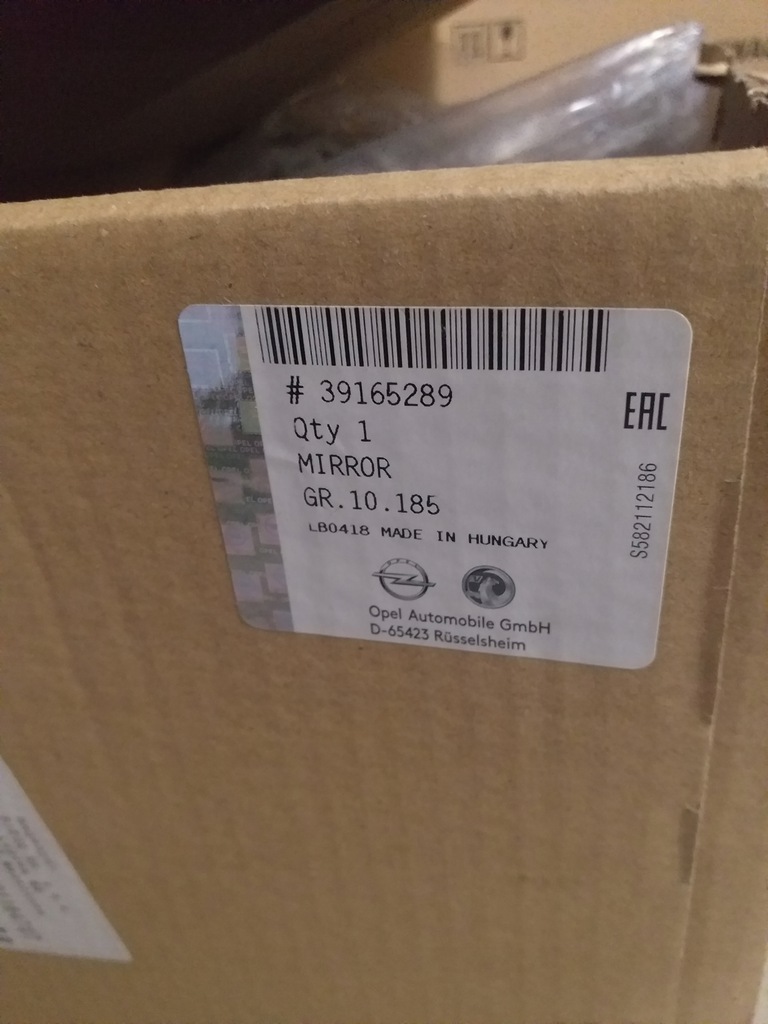 # 39165289
Qty 1
MIRROR
GR.10.185
LB0418 MADE IN HUNGARY
Opel Automobile GmbH
D-65423 Rüsselsheim
EAC
S582112186